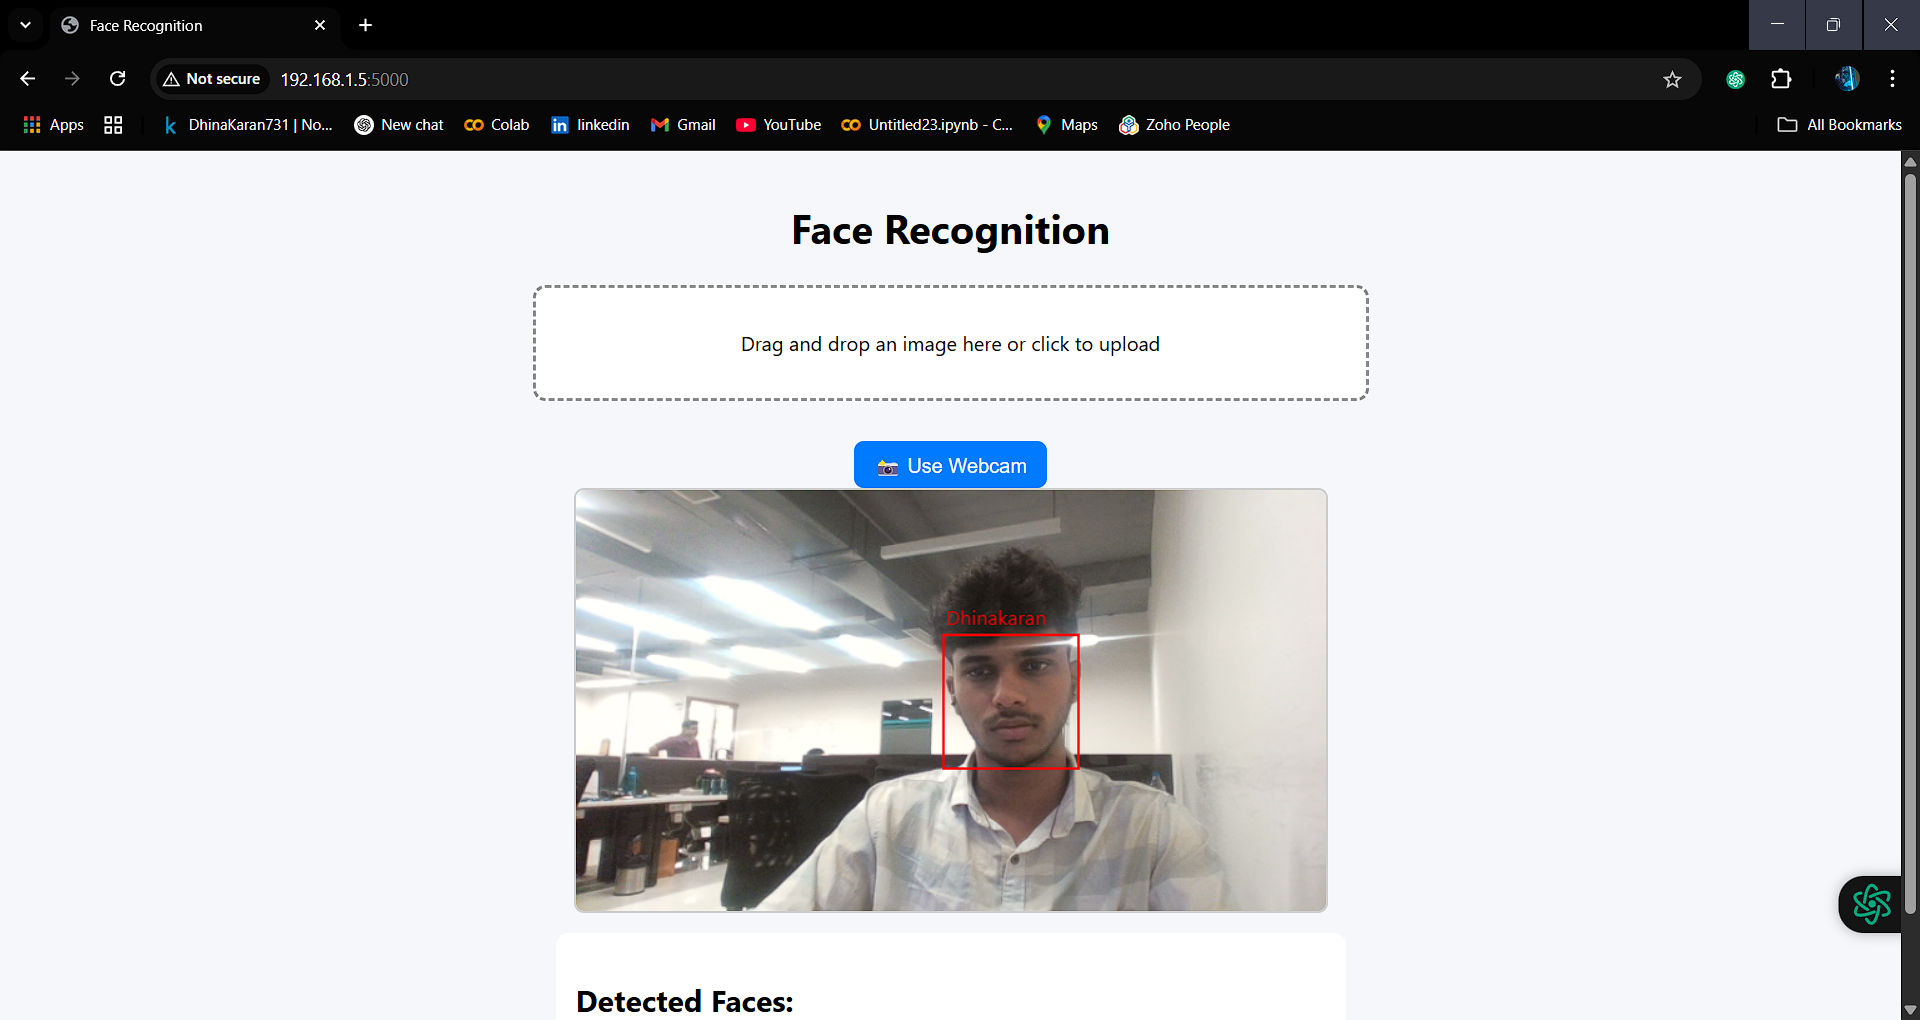 Face Recognition
Not secure
192.168.1.5:5000
Apps
DhinaKaran731 | No...
New chat
Colab
linkedin
Gmail
YouTube
Untitled23.ipynb - C...
Maps
Zoho People
All Bookmarks
Face Recognition
Drag and drop an image here or click to upload
Use Webcam
Dhinakaran
Detected Faces: